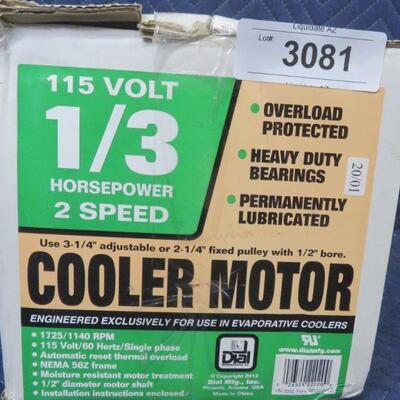 Liquidate AZ
Lot#
3081
115 VOLT
1/3
HORSEPOWER
2 SPEED
• OVERLOAD
PROTECTED
• HEAVY DUTY
BEARINGS
• PERMANENTLY
LUBRICATED
20/01
Use 3-1/4" adjustable or 2-1/4" fixed pulley with 1/2" bore.
COOLER MOTOR
ENGINEERED EXCLUSIVELY FOR USE IN EVAPORATIVE COOLERS
• 1725/1140 RPM
• 115 Volt/60 Hertz/Single phase
• Automatic reset thermal overload
• NEMA 56Z frame
• Moisture resistant motor treatment
• 1/2" diameter motor shaft
• Installation instructions enclosed
Dial
© Copyright 2012
Dial Mfg., Inc.
Phoenix, Arizona USA
Made in China
www.dialmfg.com